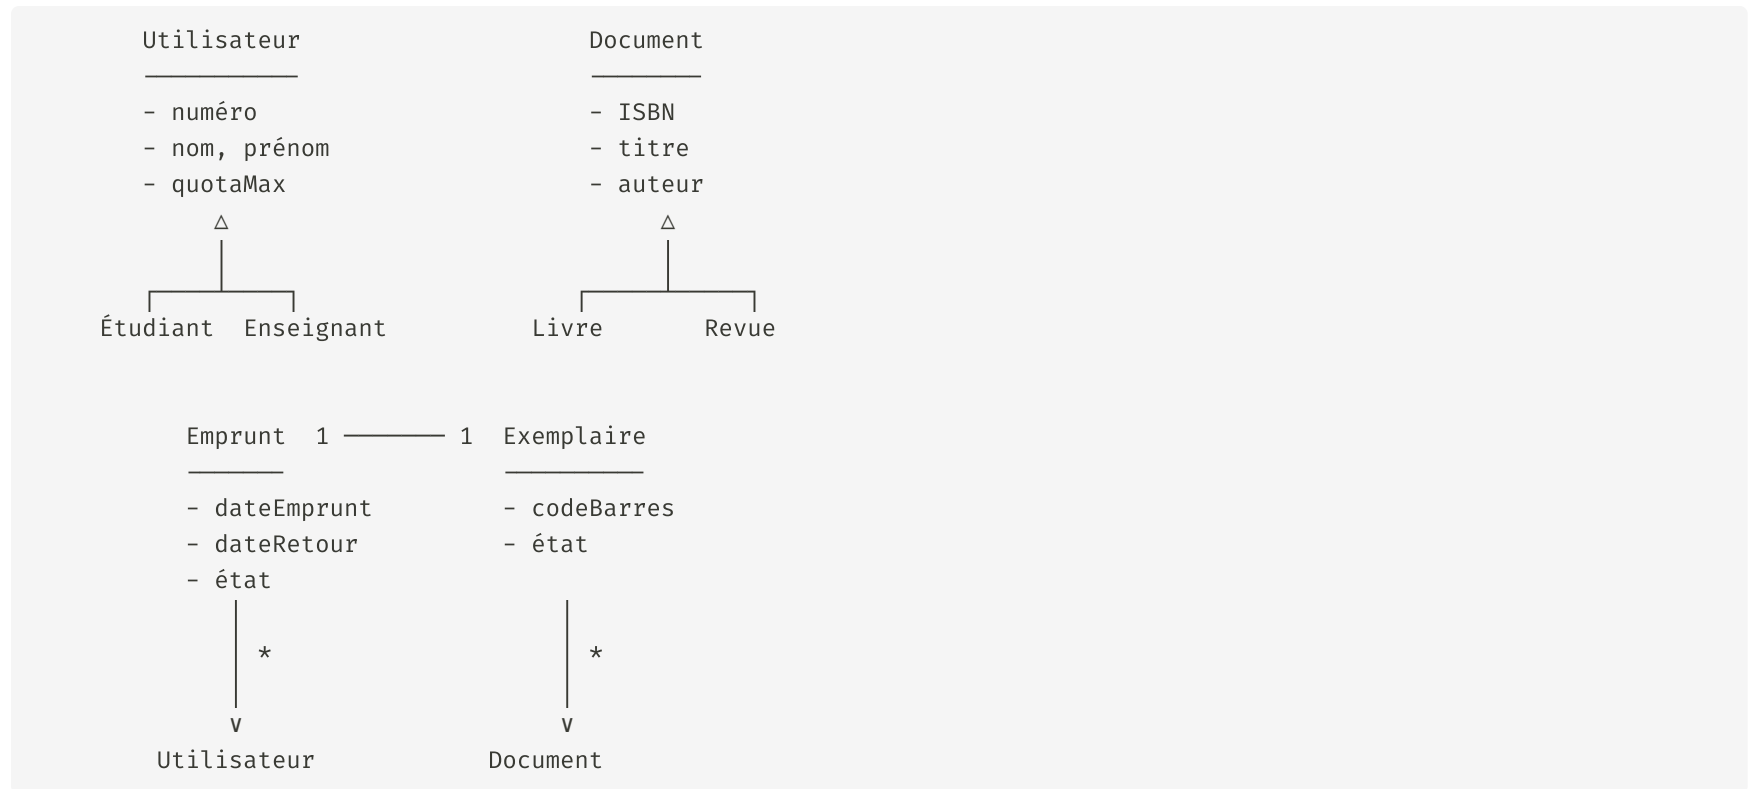 Utilisateur Document
- numéro - ISBN
- nom, prénom - titre
- quotaMax - auteur
Étudiant Enseignant Livre Revue
Emprunt 1 1 Exemplaire
- dateEmprunt - codeBarres
- dateRetour - état
- état
* *
Utilisateur Document